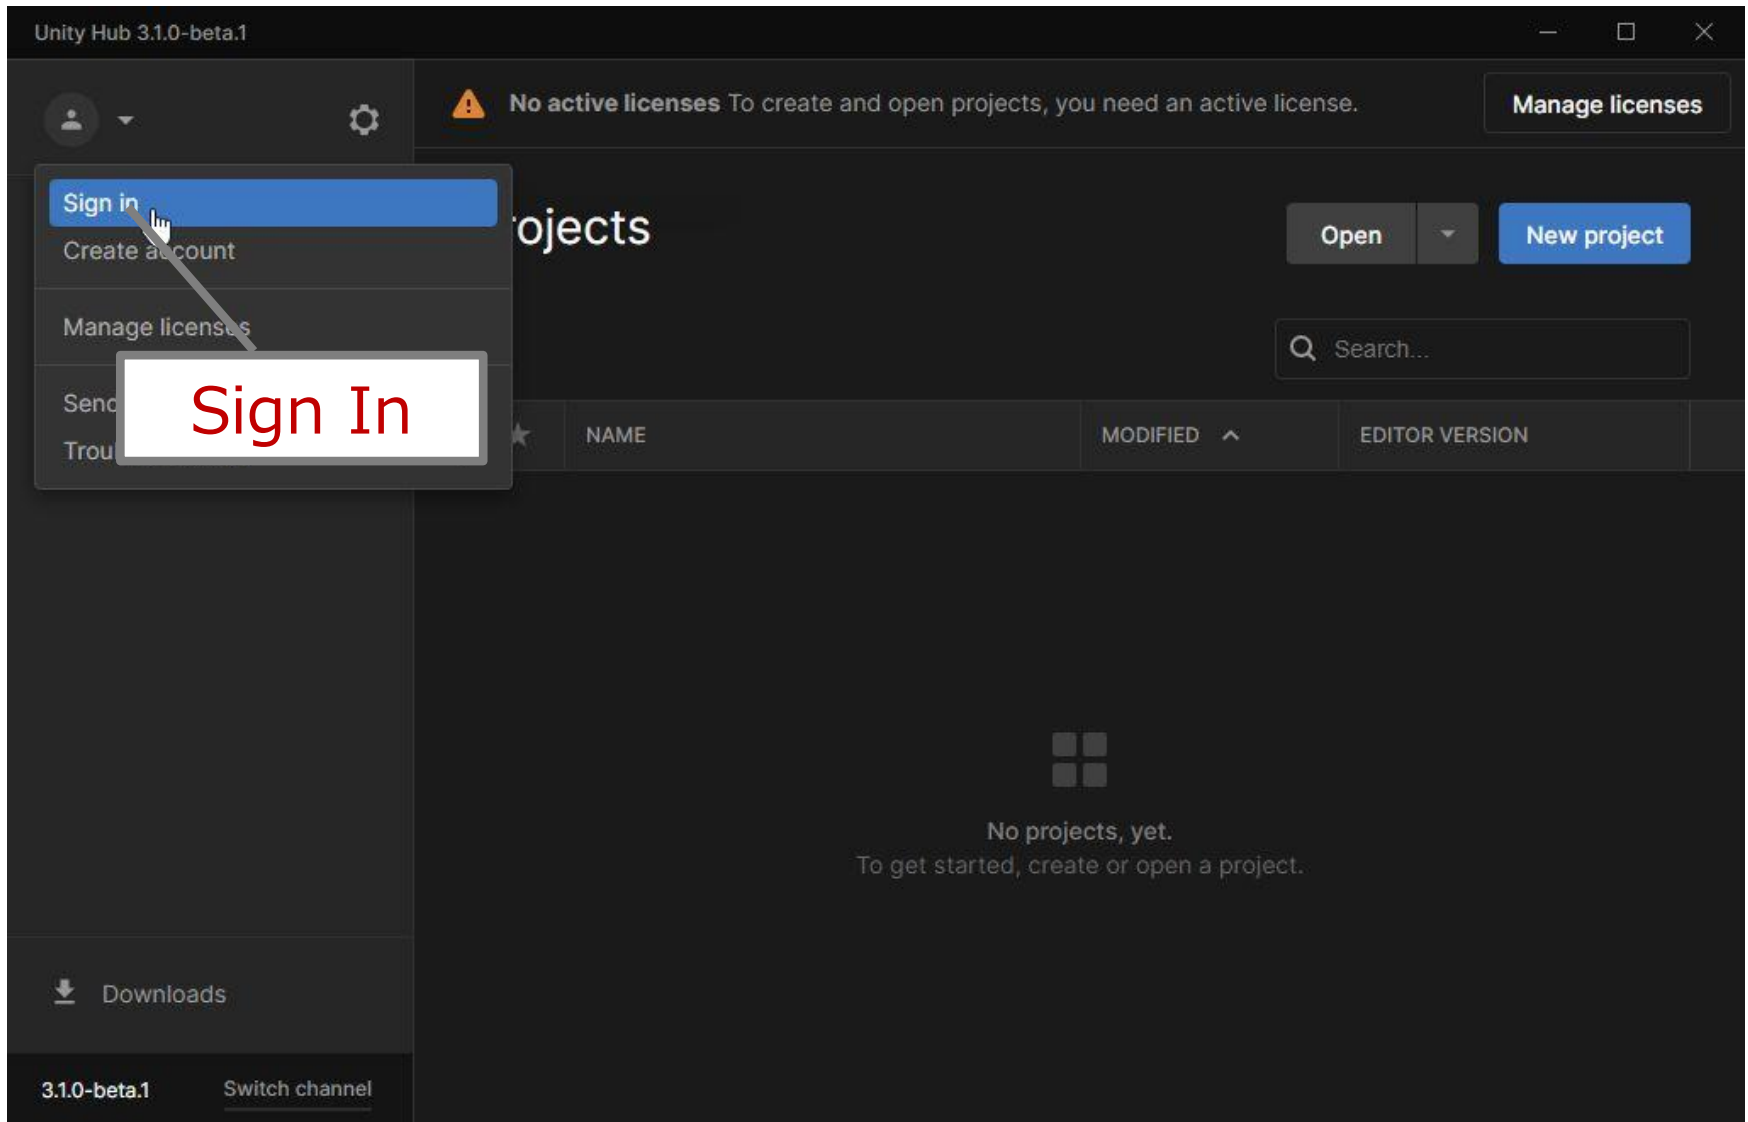 Unity Hub 3.1.0-beta.1
No active licenses To create and open projects, you need an active license.
Manage licenses
Sign in
Create account
Manage licenses
Sign In
ojects
Open
New project
Search...
NAME
MODIFIED
EDITOR VERSION
No projects, yet.
To get started, create or open a project.
Downloads
3.1.0-beta.1
Switch channel